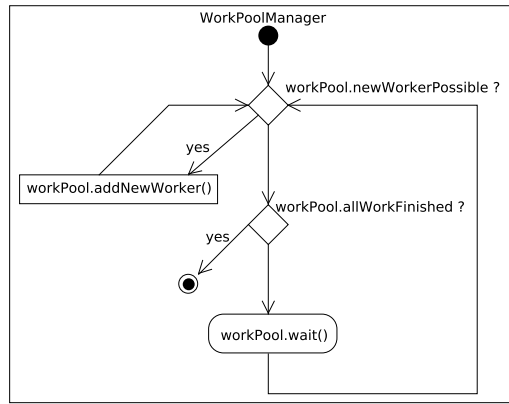 WorkPoolManager
workPool.newWorkerPossible ?
yes
workPool.addNewWorker()
workPool.allWorkFinished ?
yes
workPool.wait()